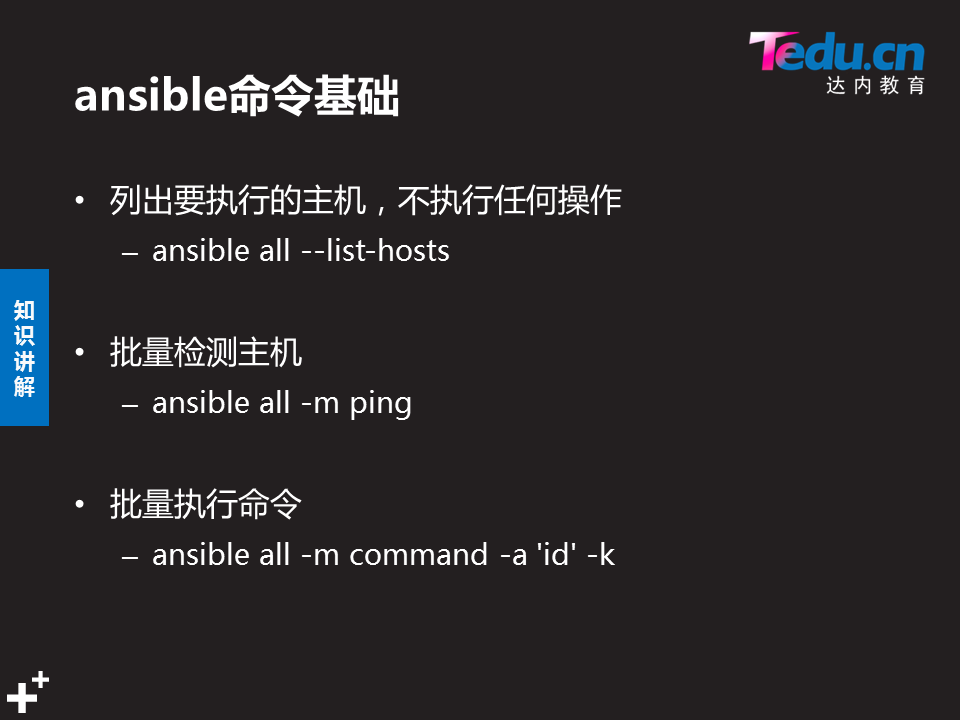 Tedu.cn
达内教育
ansible命令基础
• 列出要执行的主机，不执行任何操作
– ansible all --list-hosts
知识讲解
• 批量检测主机
– ansible all -m ping
• 批量执行命令
– ansible all -m command -a 'id' -k